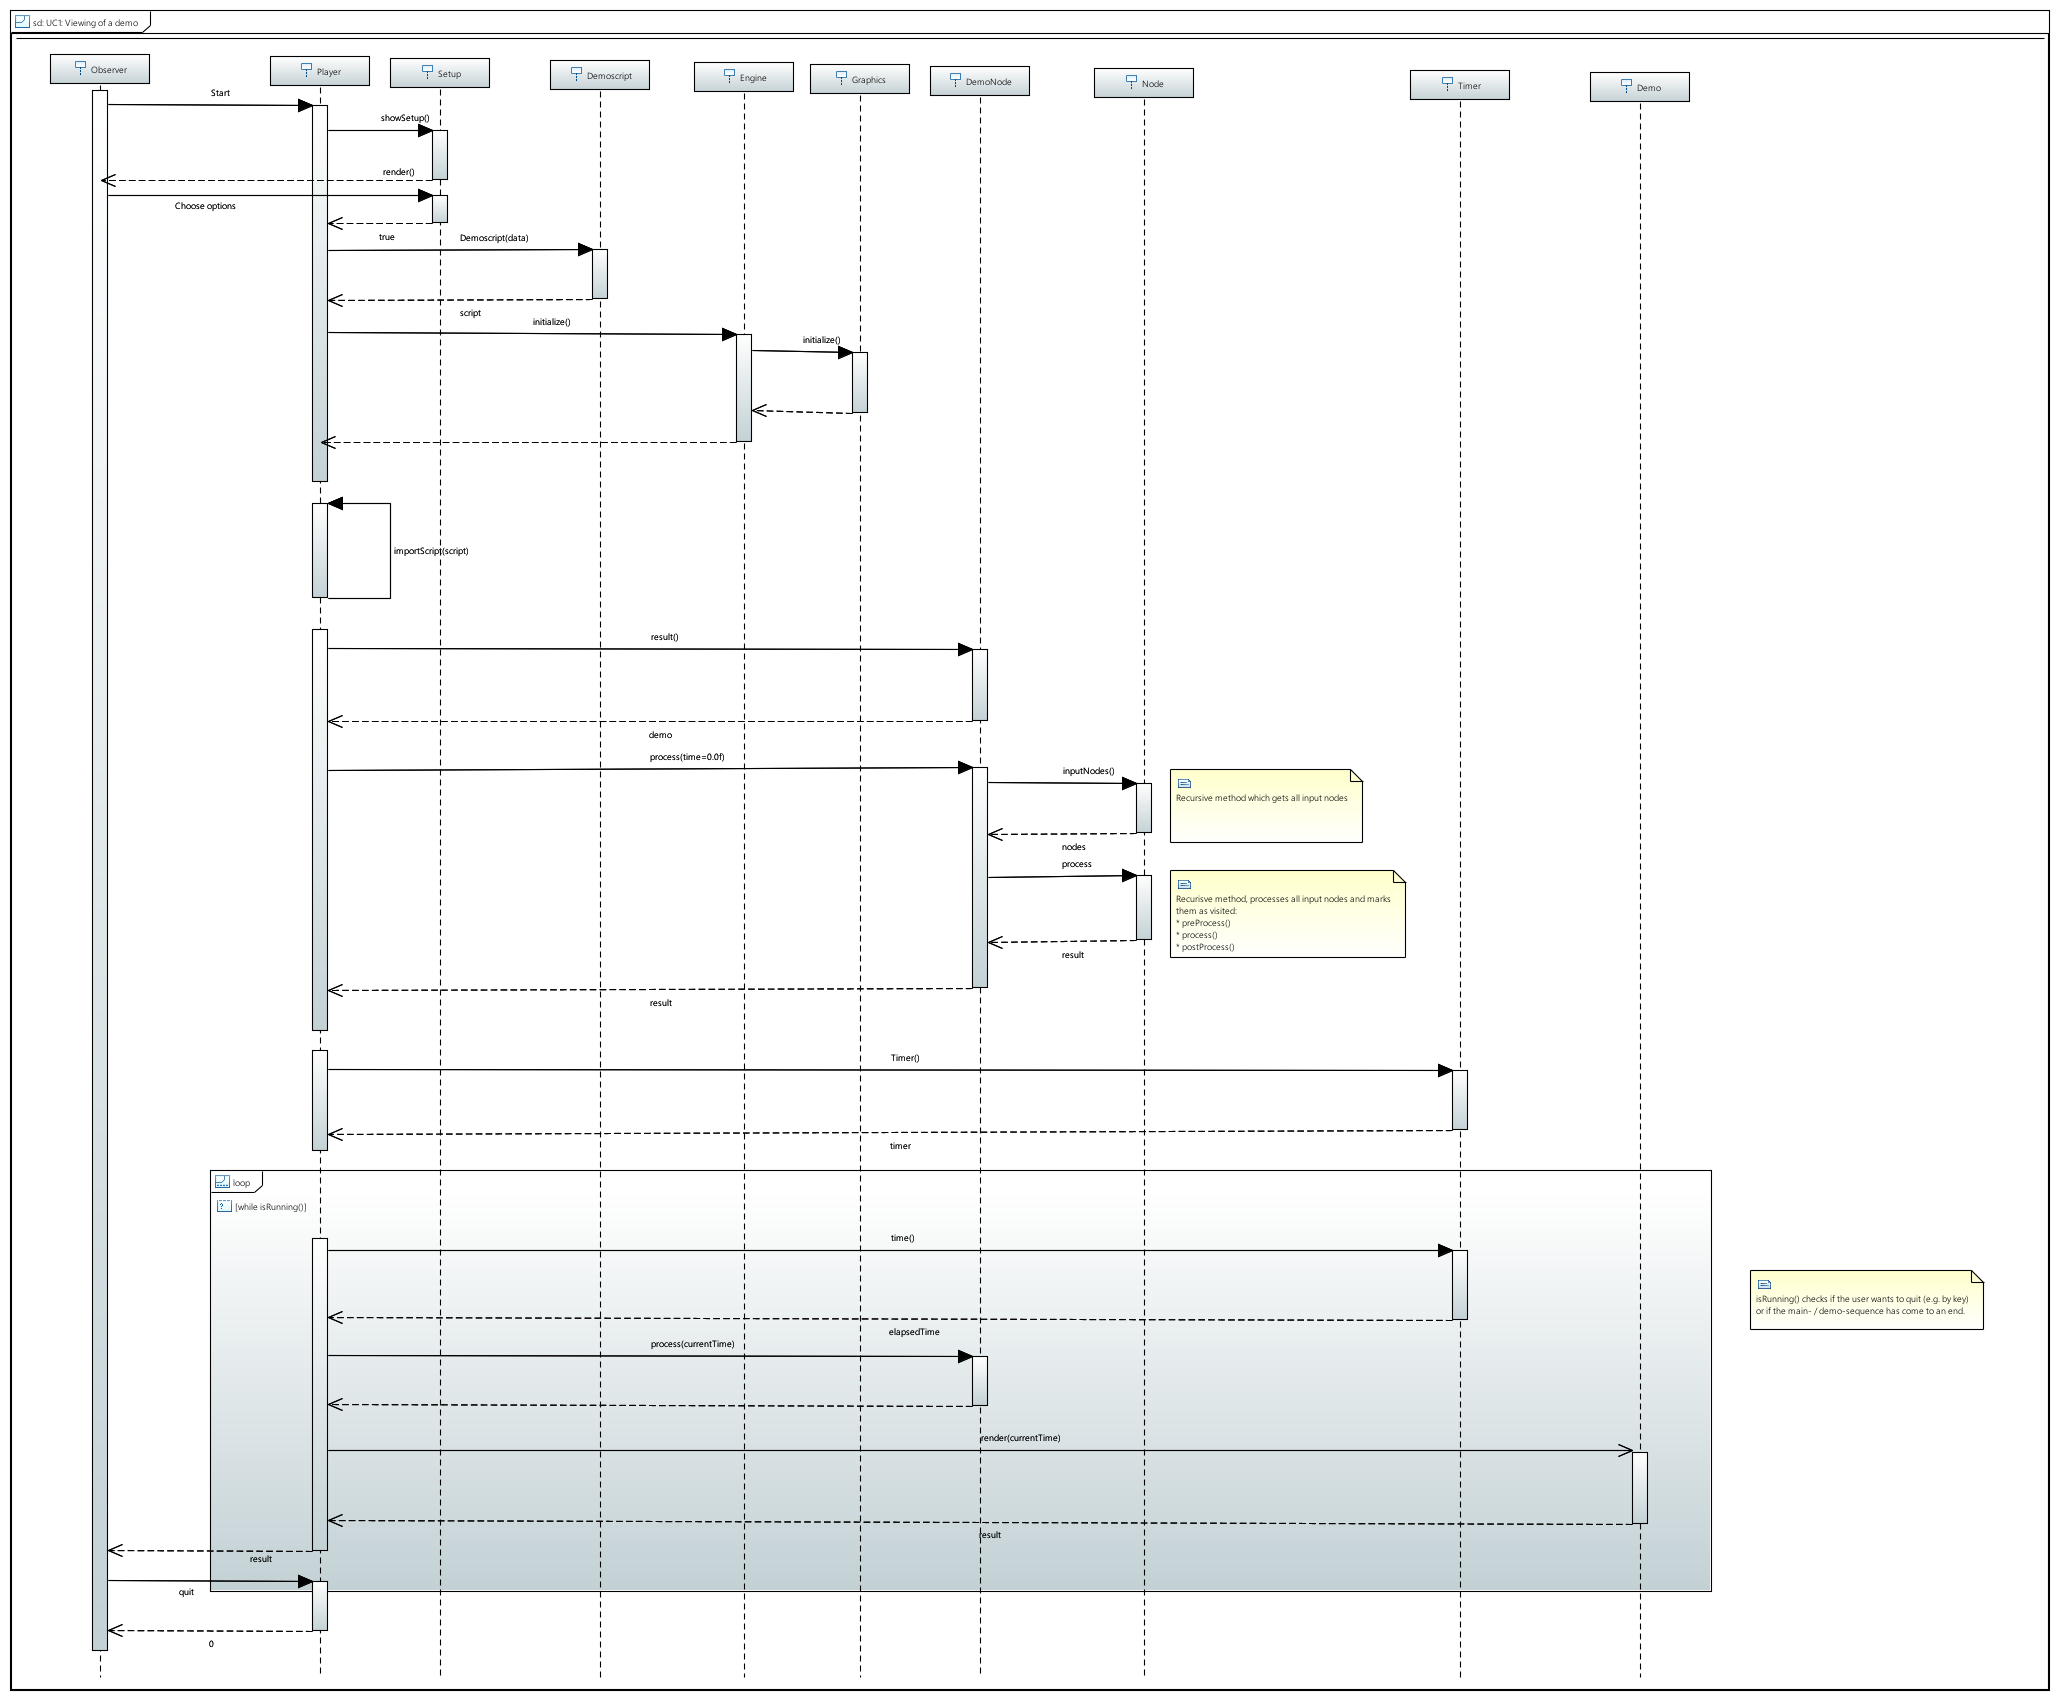 sd: UC1: Viewing of a demo
Observer
Player
Setup
Demoscript
Engine
Graphics
DemoNode
Node
Timer
Demo
Start
showSetup()
render()
Choose options
true
Demoscript(data)
script
initialize()
initialize()
importScript(script)
result()
demo
process(time=0.0f)
inputNodes()
Recursive method which gets all input nodes
nodes
process
Recurisve method, processes all input nodes and marks
them as visited:
* preProcess()
* process()
* postProcess()
result
result
Timer()
timer
loop
[while isRunning()]
time()
isRunning() checks if the user wants to quit (e.g. by key)
or if the main- / demo-sequence has come to an end.
elapsedTime
process(currentTime)
render(currentTime)
result
result
quit
0